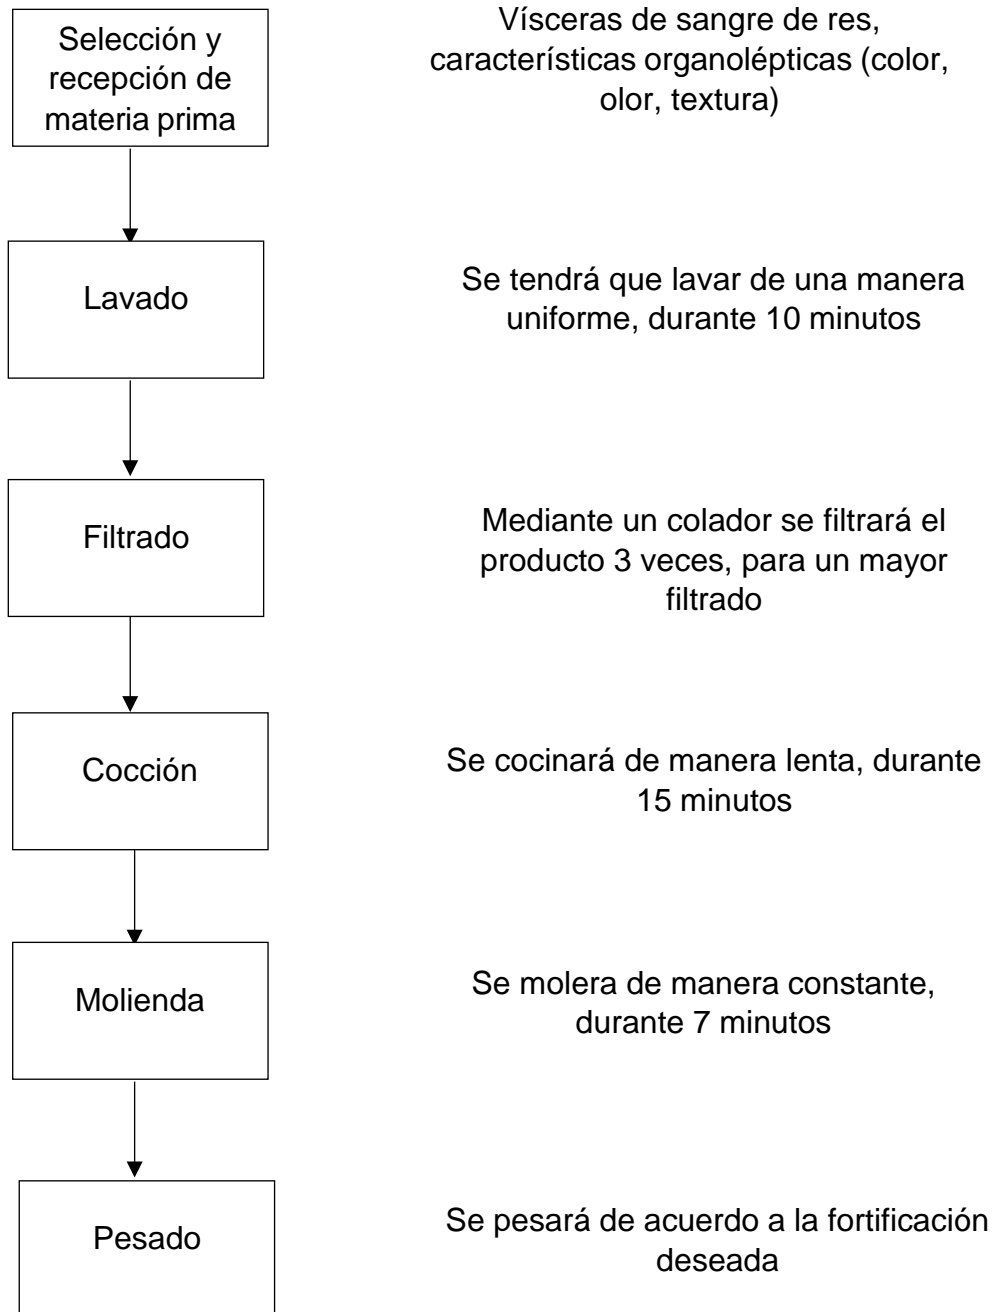 Selección y
recepción de
materia prima
Vísceras de sangre de res,
características organolépticas (color,
olor, textura)
Lavado
Se tendrá que lavar de una manera
uniforme, durante 10 minutos
Filtrado
Mediante un colador se filtrará el
producto 3 veces, para un mayor
filtrado
Cocción
Se cocinará de manera lenta, durante
15 minutos
Molienda
Se molera de manera constante,
durante 7 minutos
Pesado
Se pesará de acuerdo a la fortificación
deseada